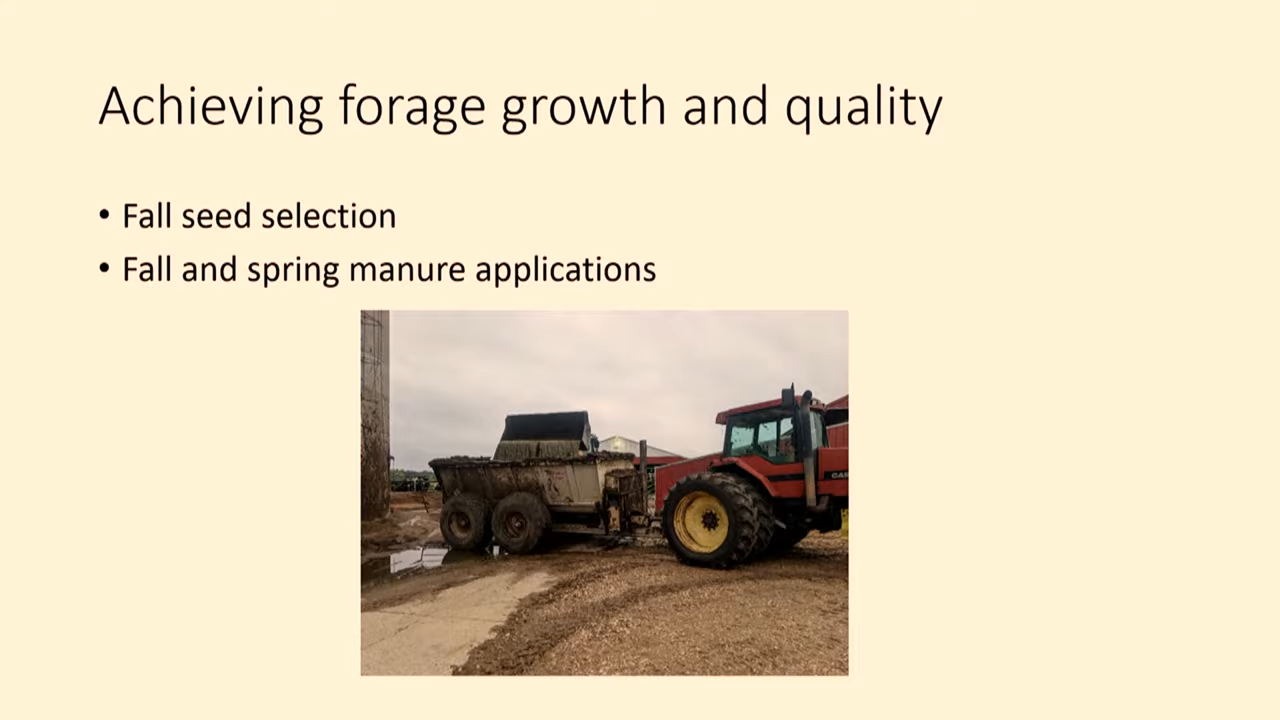 Achieving forage growth and quality
• Fall seed selection
• Fall and spring manure applications